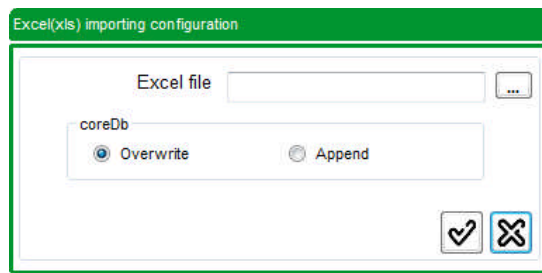 Excel(xls) importing configuration
Excel file
...
coreDb
Overwrite
Append